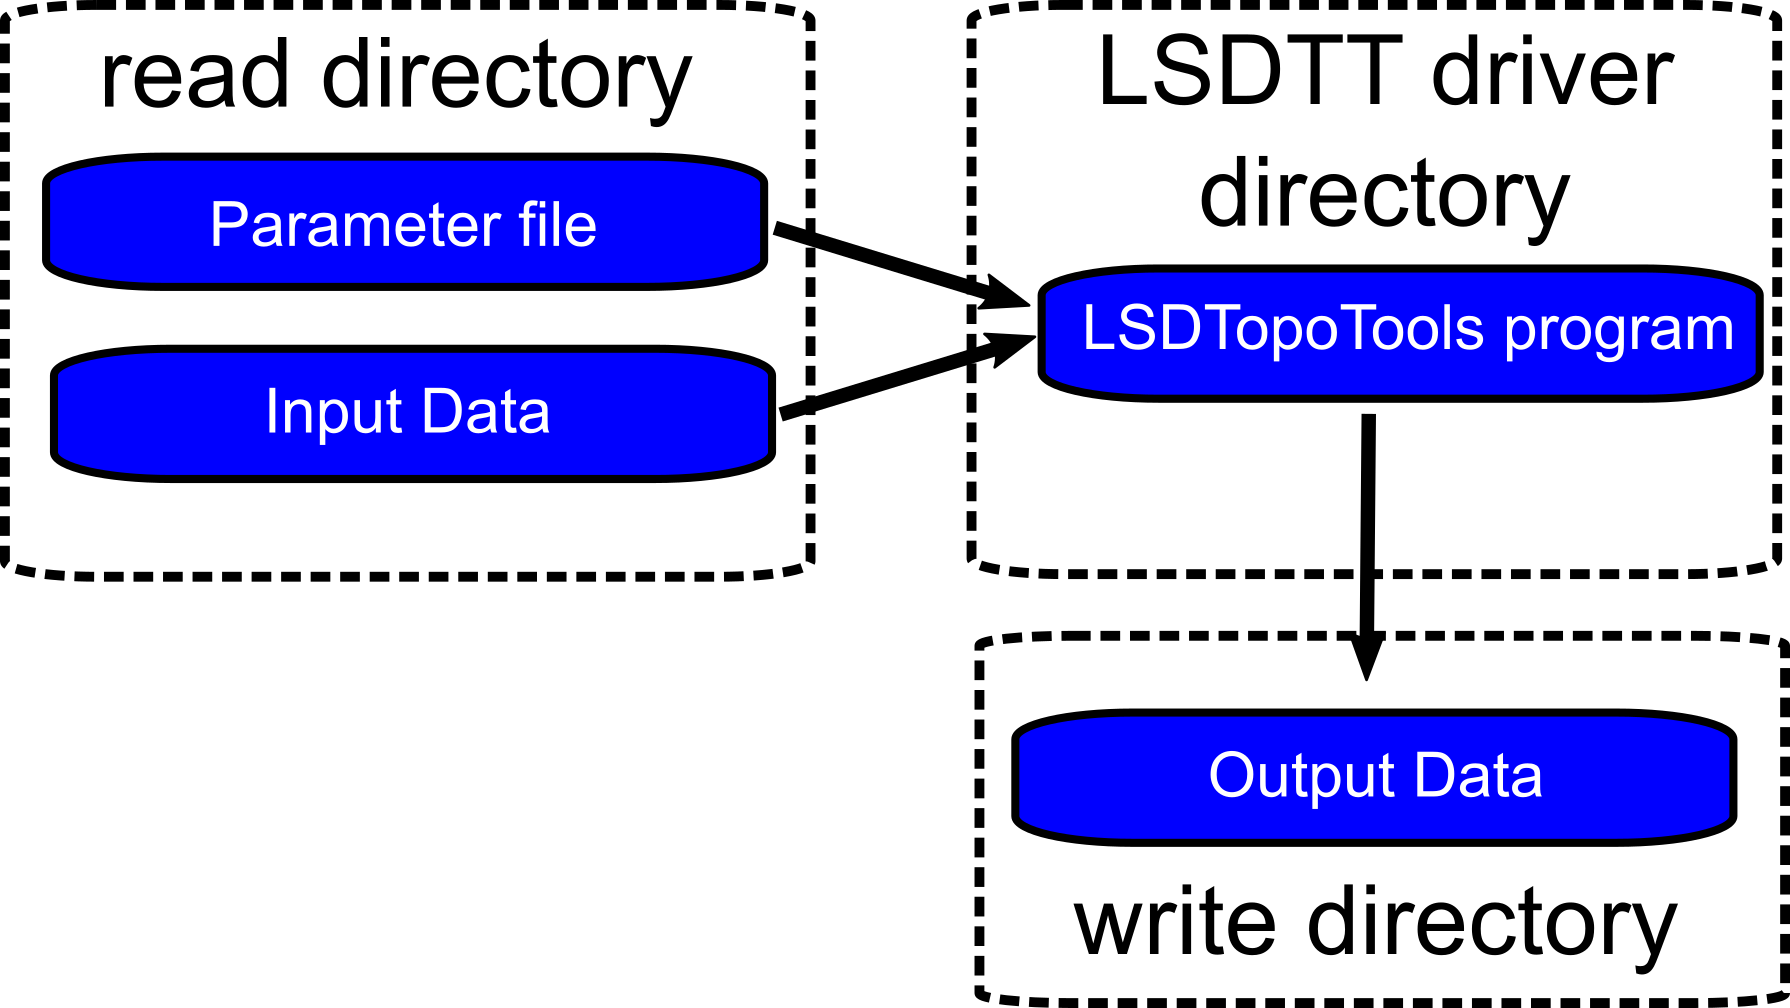 read directory
Parameter file
Input Data
LSDTT driver
directory
LSDTopoTools program
Output Data
write directory